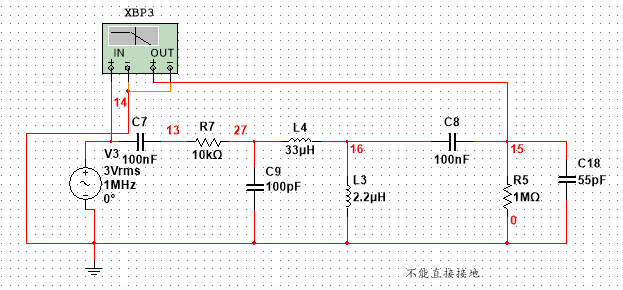 XBP3
IN OUT
14
C7
13
R7
27
L4
C8
V3
100nF
10kΩ
33µH
16
100nF
15
3Vrms
1MHz
0°
C9
100pF
L3
2.2µH
R5
1MΩ
C18
55pF
0
不能直接接地.